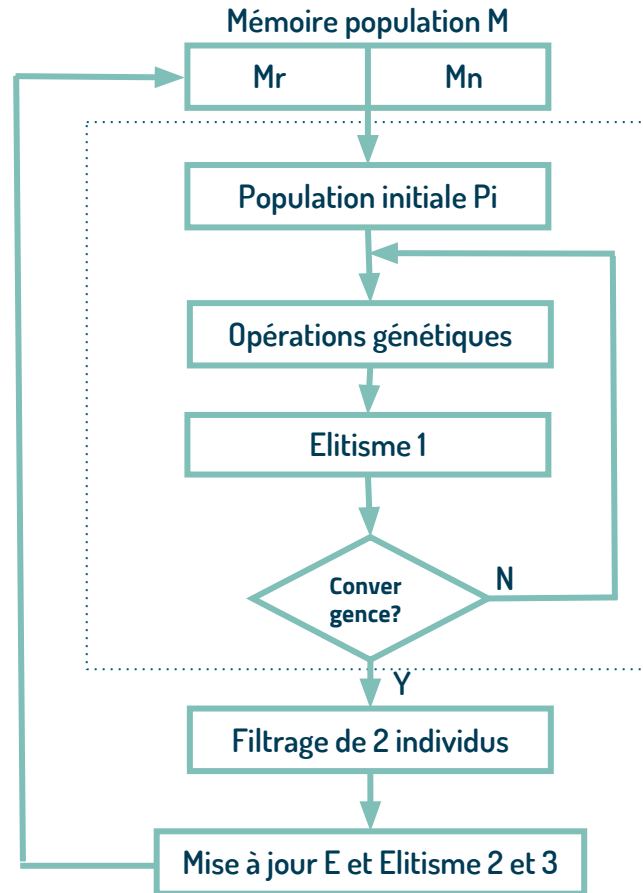 Mémoire population M
Mr
Mn
Population initiale Pi
Opérations génétiques
Elitisme 1
Conver
gence?
N
Y
Filtrage de 2 individus
Mise à jour E et Elitisme 2 et 3